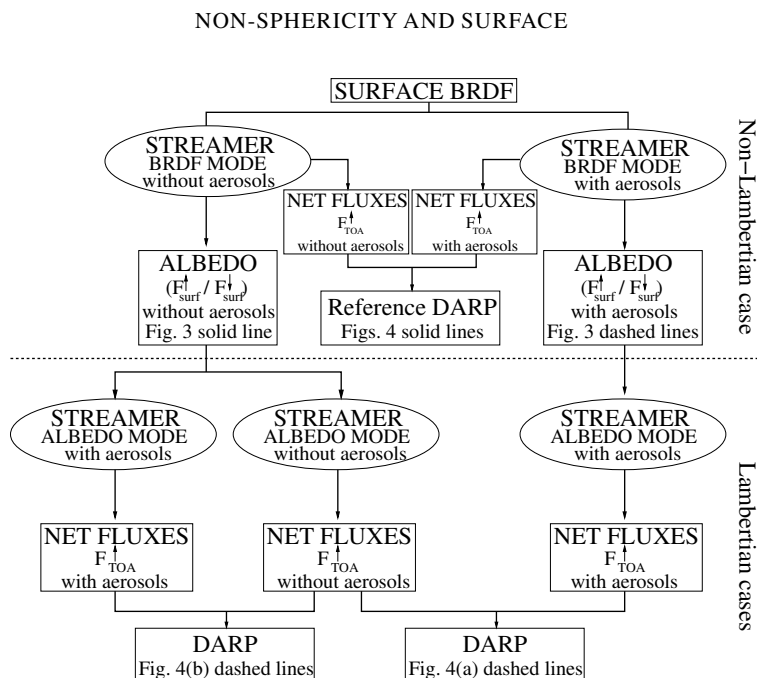 NON-SPHERICITY AND SURFACE
SURFACE BRDF
STREAMER
BRDF MODE
without aerosols
STREAMER
BRDF MODE
with aerosols
NET FLUXES
F↑TOA
without aerosols
NET FLUXES
F↑TOA
with aerosols
ALBEDO
(F↑surf / F↓surf)
without aerosols
Fig. 3 solid line
Reference DARP
Figs. 4 solid lines
ALBEDO
(F↑surf / F↓surf)
with aerosols
Fig. 3 dashed lines
Non−Lambertian case
STREAMER
ALBEDO MODE
with aerosols
STREAMER
ALBEDO MODE
without aerosols
STREAMER
ALBEDO MODE
with aerosols
NET FLUXES
F↑TOA
with aerosols
NET FLUXES
F↑TOA
without aerosols
NET FLUXES
F↑TOA
with aerosols
DARP
Fig. 4(b) dashed lines
DARP
Fig. 4(a) dashed lines
Lambertian cases